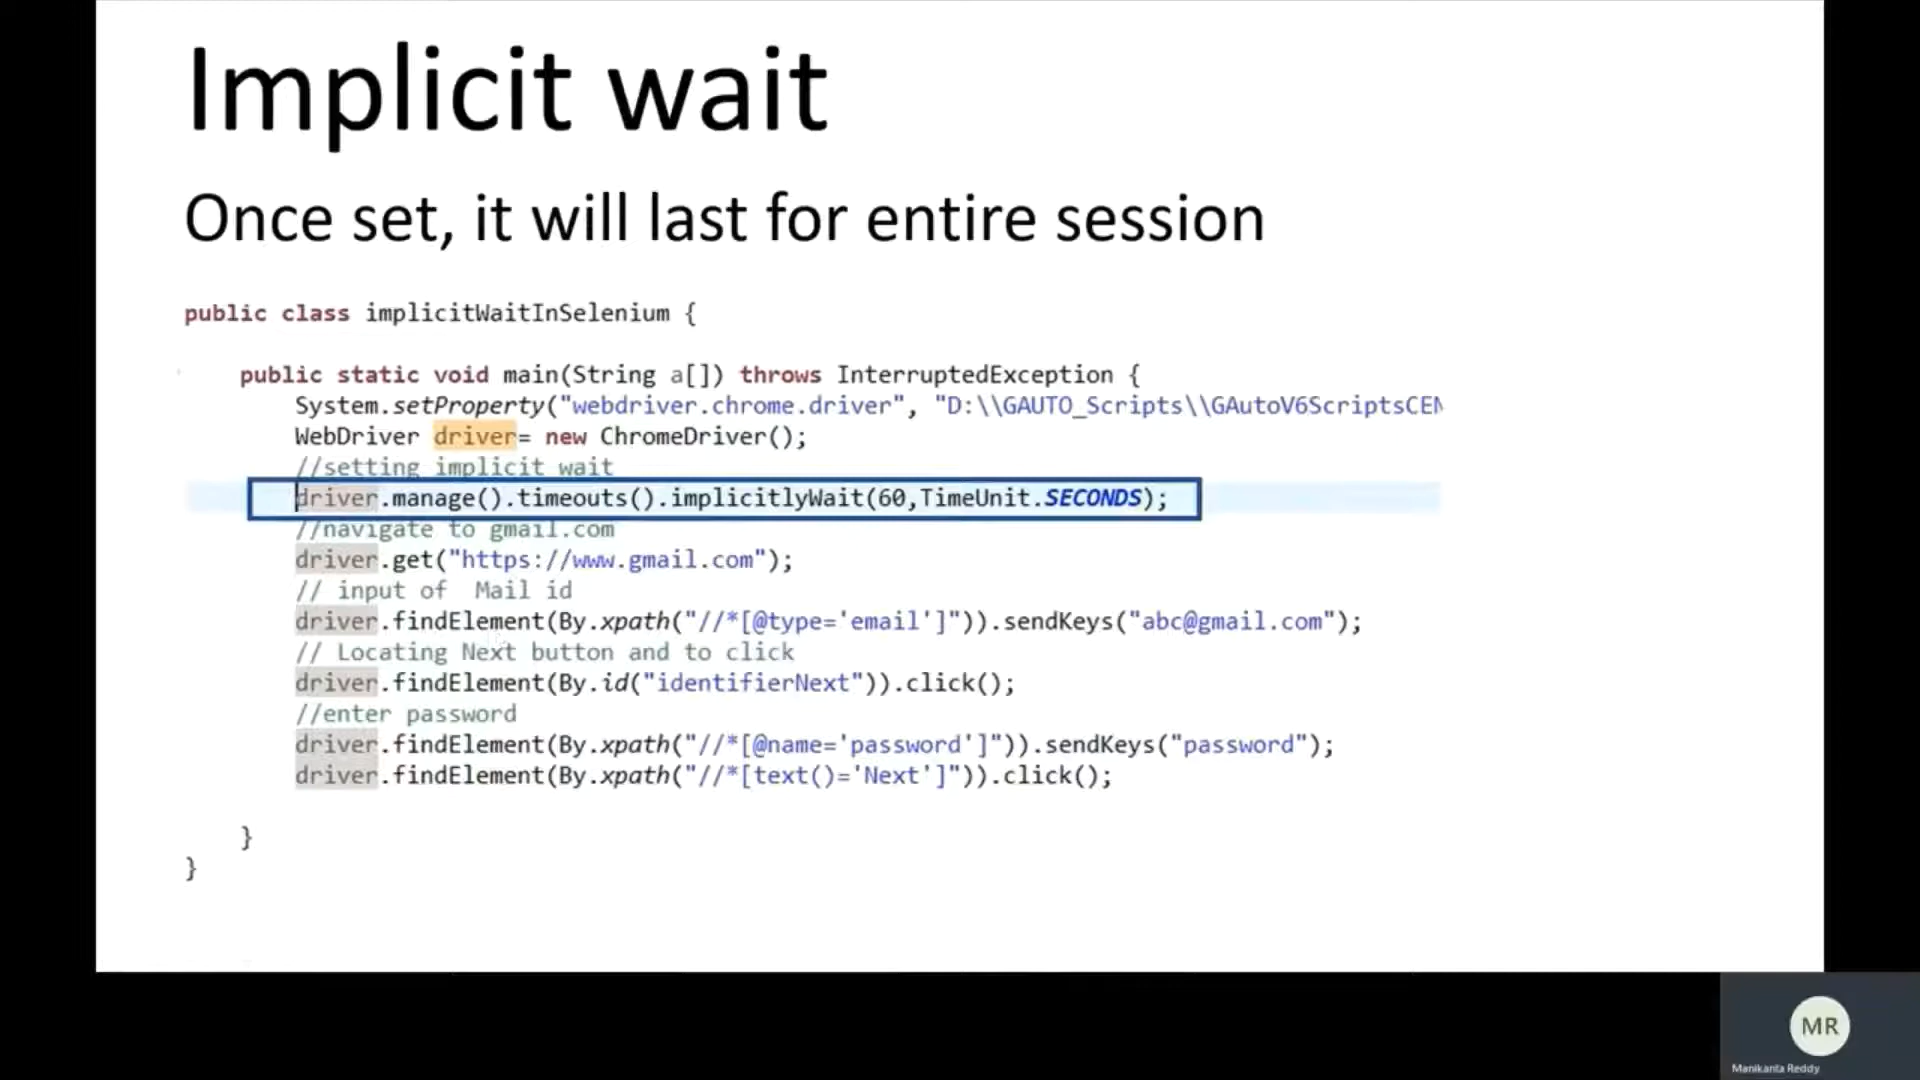 Implicit wait
Once set, it will last for entire session
public class implicitWaitInSelenium {
public static void main(String a[]) throws InterruptedException {
System.setProperty("webdriver.chrome.driver", "D:\\GAUTO_Scripts\\GAutoV6ScriptsCEN
WebDriver driver= new ChromeDriver();
//setting implicit wait
driver.manage().timeouts().implicitlyWait(60,TimeUnit.SECONDS);
//navigate to gmail.com
driver.get("https://www.gmail.com");
// input of  Mail id
driver.findElement(By.xpath("//*[@type='email']")).sendKeys("abc@gmail.com");
// Locating Next button and to click
driver.findElement(By.id("identifierNext")).click();
//enter password
driver.findElement(By.xpath("//*[@name='password']")).sendKeys("password");
driver.findElement(By.xpath("//*[text()='Next']")).click();
}
}
MR
Manikanta Reddy